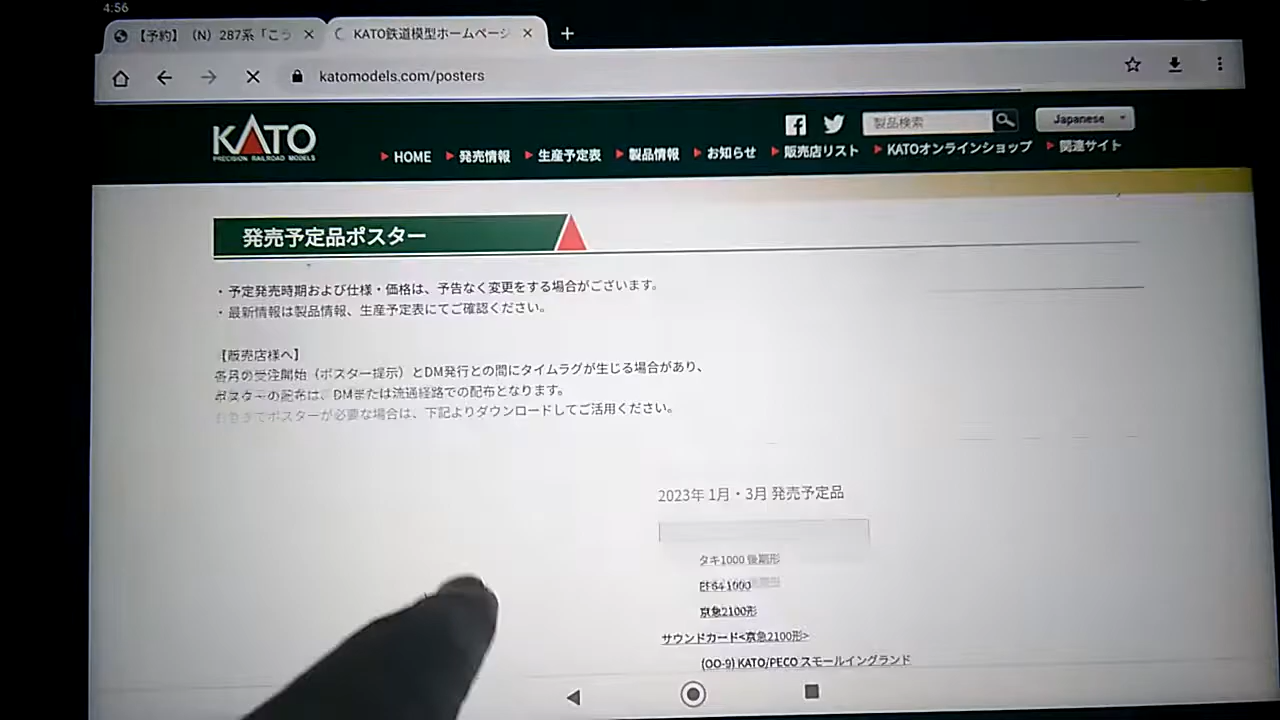 4:56
【予約】（N）287系「こう
KATO鉄道模型ホームページ
katomodels.com/posters
KATO
PRECISION RAILROAD MODELS
製品検索
Japanese
HOME
発売情報
生産予定表
製品情報
お知らせ
販売店リスト
KATOオンラインショップ
関連サイト
発売予定品ポスター
・予定発売時期および仕様・価格は、予告なく変更をする場合がございます。
・最新情報は製品情報、生産予定表にてご確認ください。
【販売店様へ】
各月の受注開始（ポスター提示）とDM発行との間にタイムラグが生じる場合があり、
ポスターの配布は、DMまたは流通経路での配布となります。
お急ぎでポスターが必要な場合は、下記よりダウンロードしてご活用ください。
2023年 1月・3月 発売予定品
タキ1000 後期形
EF64 1000
京急2100形
サウンドカード<京急2100形>
(OO-9) KATO/PECO スモールイングランド